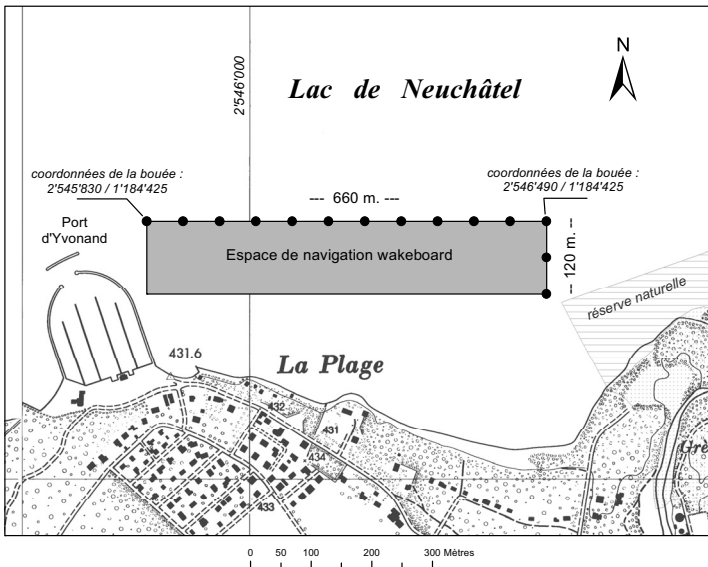 2'546'000
Lac de Neuchâtel
N
coordonnées de la bouée :
2'545'830 / 1'184'425
coordonnées de la bouée :
2'546'490 / 1'184'425
--- 660 m. ---
Port
d'Yvonand
Espace de navigation wakeboard
--- 120 m. ---
réserve naturelle
431.6
La Plage
432
431
434
433
Grè
0 50 100 200 300 Mètres